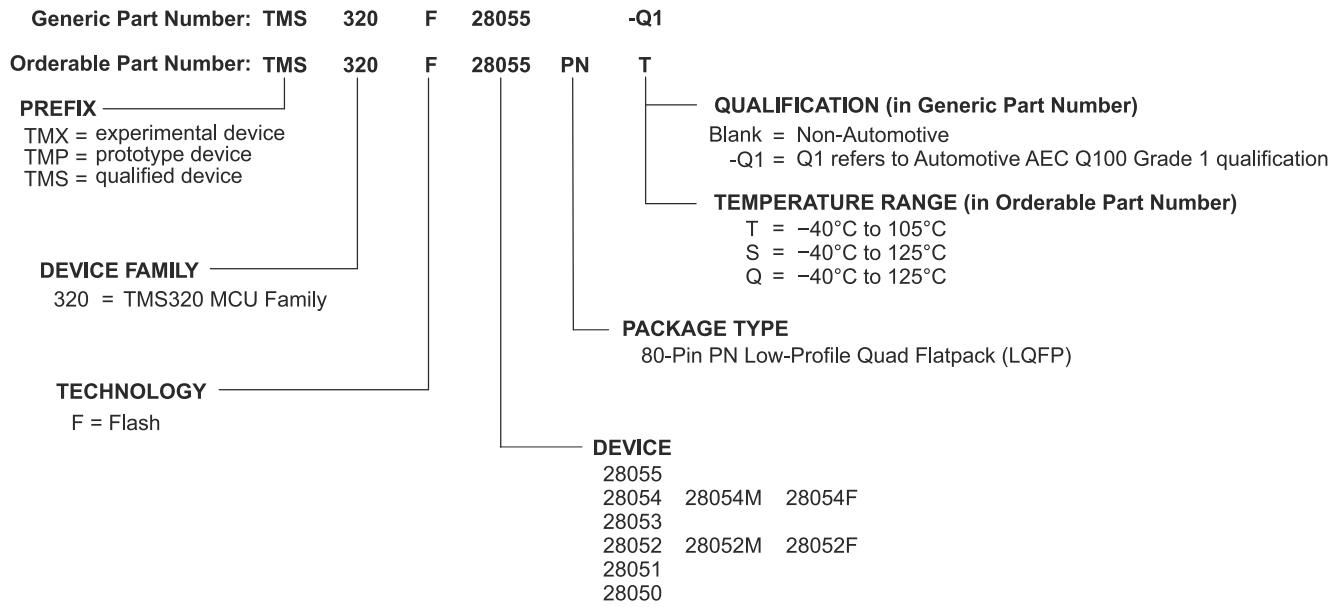 Generic Part Number: TMS 320 F 28055 -Q1
Orderable Part Number: TMS 320 F 28055 PN T
PREFIX
TMX = experimental device
TMP = prototype device
TMS = qualified device
QUALIFICATION (in Generic Part Number)
Blank = Non-Automotive
-Q1 = Q1 refers to Automotive AEC Q100 Grade 1 qualification
TEMPERATURE RANGE (in Orderable Part Number)
T = −40°C to 105°C
S = −40°C to 125°C
Q = −40°C to 125°C
DEVICE FAMILY
320 = TMS320 MCU Family
PACKAGE TYPE
80-Pin PN Low-Profile Quad Flatpack (LQFP)
TECHNOLOGY
F = Flash
DEVICE
28055
28054 28054M 28054F
28053
28052 28052M 28052F
28051
28050